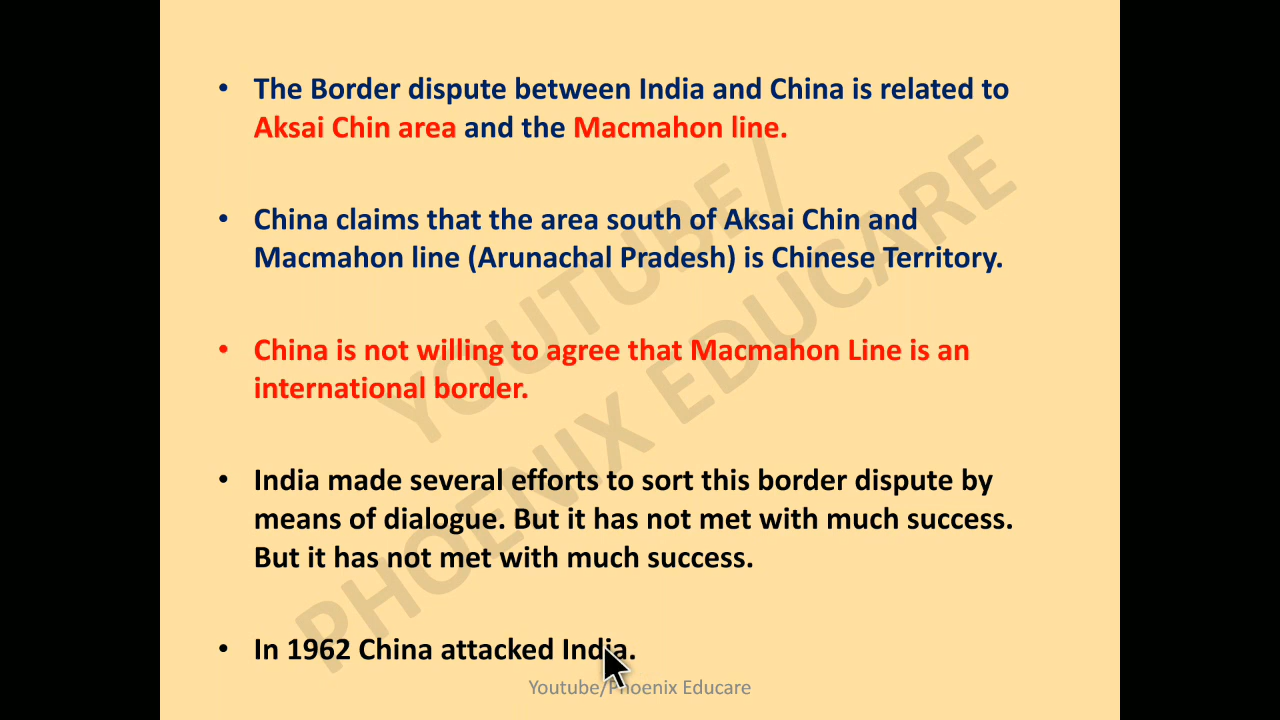 • The Border dispute between India and China is related to
Aksai Chin area and the Macmahon line.
• China claims that the area south of Aksai Chin and
Macmahon line (Arunachal Pradesh) is Chinese Territory.
• China is not willing to agree that Macmahon Line is an
international border.
• India made several efforts to sort this border dispute by
means of dialogue. But it has not met with much success.
But it has not met with much success.
• In 1962 China attacked India.
Youtube/Phoenix Educare
YOUTUBE/
PHOENIX EDUCARE